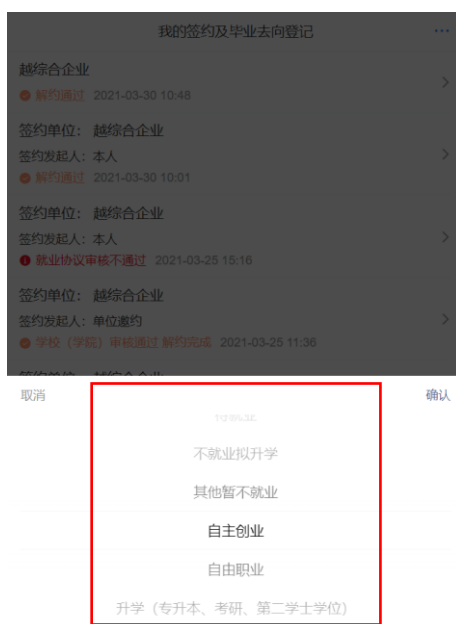 我的签约及毕业去向登记
越综合企业
解约通过 2021-03-30 10:48
签约单位： 越综合企业
签约发起人：本人
解约通过 2021-03-30 10:01
签约单位： 越综合企业
签约发起人：本人
就业协议审核不通过 2021-03-25 15:16
签约单位： 越综合企业
签约发起人：单位邀约
学校（学院）审核通过 解约完成 2021-03-25 11:36
取消
确认
不就业拟升学
其他暂不就业
自主创业
自由职业
升学（专升本、考研、第二学士学位）